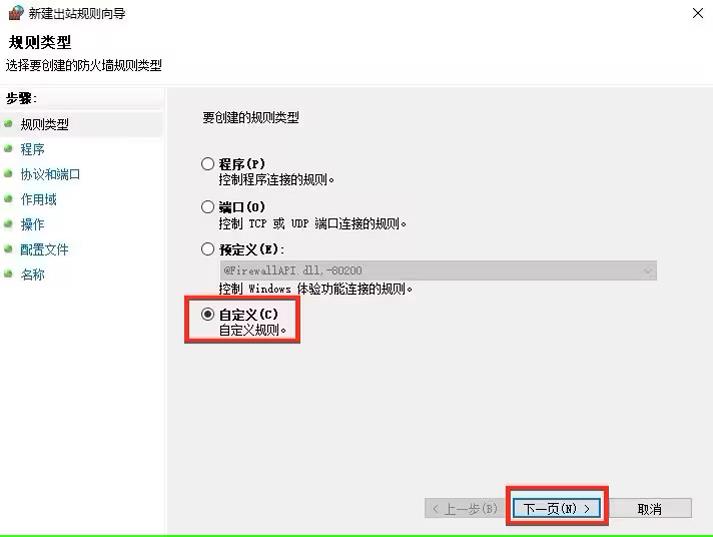 新建出站规则向导
规则类型
选择要创建的防火墙规则类型
步骤:
规则类型
程序
协议和端口
作用域
操作
配置文件
名称
要创建的规则类型
程序(P)
控制程序连接的规则。
端口(O)
控制 TCP 或 UDP 端口连接的规则。
预定义(E):
@FirewallAPI.dll,-80200
控制 Windows 体验功能连接的规则。
自定义(C)
自定义规则。
< 上一步(B) 下一页(N) > 取消